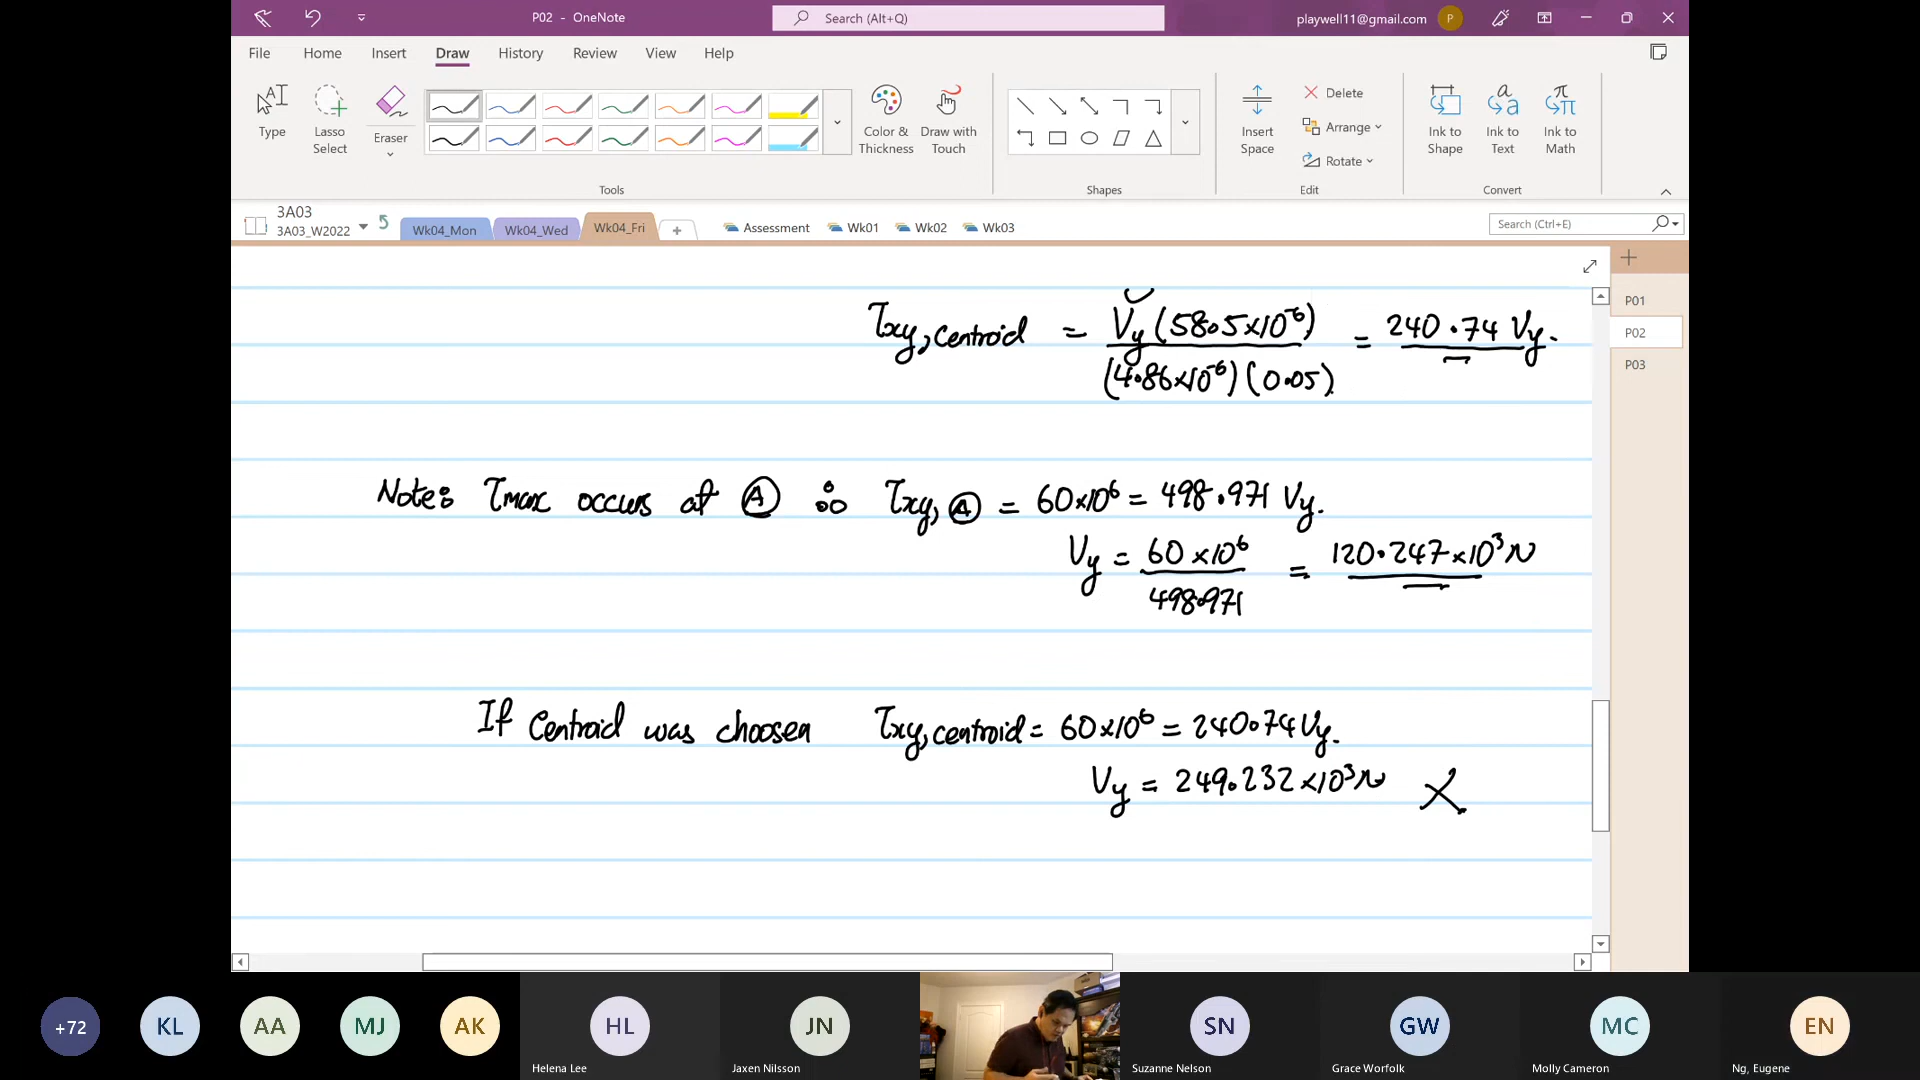 P02 - OneNote
Search (Alt+Q)
playwell11@gmail.com
P
File Home Insert Draw History Review View Help
Type
Lasso Select
Eraser
Color & Thickness
Draw with Touch
Insert Space
Delete
Arrange
Rotate
Ink to Shape
Ink to Text
Ink to Math
Tools Shapes Edit Convert
3A03
3A03_W2022
Wk04_Mon Wk04_Wed Wk04_Fri Assessment Wk01 Wk02 Wk03
Search (Ctrl+E)
P01
P02
P03
τxy, centroid = Vy (58.5×10⁻⁶) / (4.86×10⁻⁶)(0.05) = 240.74 Vy.
Note: τmax occurs at Ⓐ ∴ τxy, Ⓐ = 60×10⁶ = 498.971 Vy.
Vy = 60×10⁶ / 498.971 = 120.247×10³N
If Centroid was choosen τxy, centroid = 60×10⁶ = 240.74Vy.
Vy = 249.232×10³N X
+72 KL AA MJ AK HL JN SN GW MC EN
Helena Lee Jaxen Nilsson Suzanne Nelson Grace Worfolk Molly Cameron Ng, Eugene